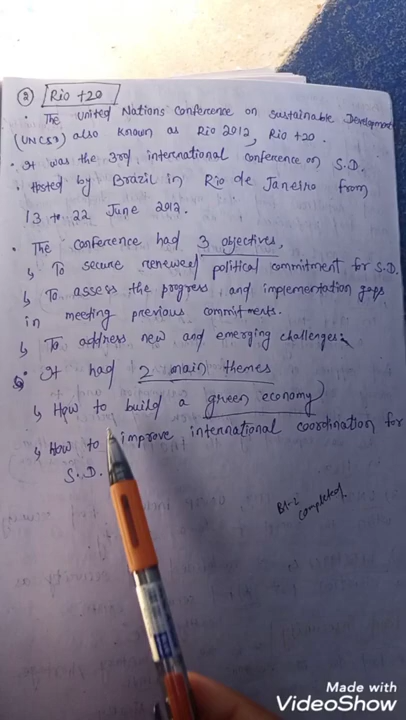 ② Rio +20
• The United Nations Conference on sustainable Development
(UNCSD) also known as Rio 2012, Rio +20.
• It was the 3rd international conference on S.D.
Hosted by Brazil in Rio de Janeiro from
13 to 22 June 2012.
• The conference had 3 objectives,
↳ To secure renewed political commitment for S.D.
↳ To assess the progress and implementation gaps
in meeting previous commitments.
↳ To address new and emerging challenges.
• It had 2 main themes
↳ How to build a green economy
↳ How to improve international coordination for
S.D.
completed
Made with
VideoShow